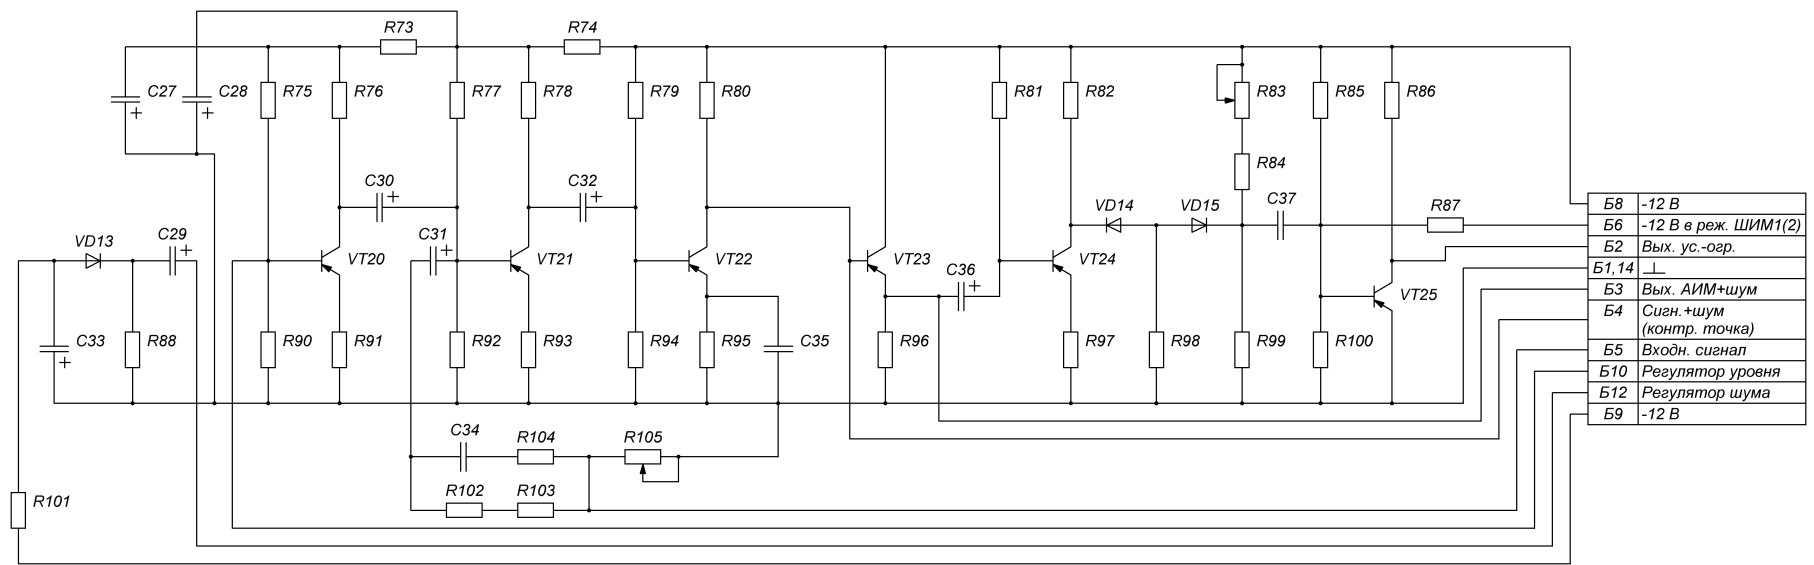 R73
R74
C27
C28
R75
R76
R77
R78
R79
R80
R81
R82
R83
R85
R86
R84
C30
C32
VD14
VD15
C37
R87
VD13
C29
C31
VT20
VT21
VT22
VT23
C36
VT24
VT25
C33
R88
R90
R91
R92
R93
R94
R95
C35
R96
R97
R98
R99
R100
C34
R104
R105
R102
R103
R101
Б8 -12 В
Б6 -12 В в реж. ШИМ1(2)
Б2 Вых. ус.-огр.
Б1,14
Б3 Вых. АИМ+шум
Б4 Сигн.+шум
(контр. точка)
Б5 Входн. сигнал
Б10 Регулятор уровня
Б12 Регулятор шума
Б9 -12 В